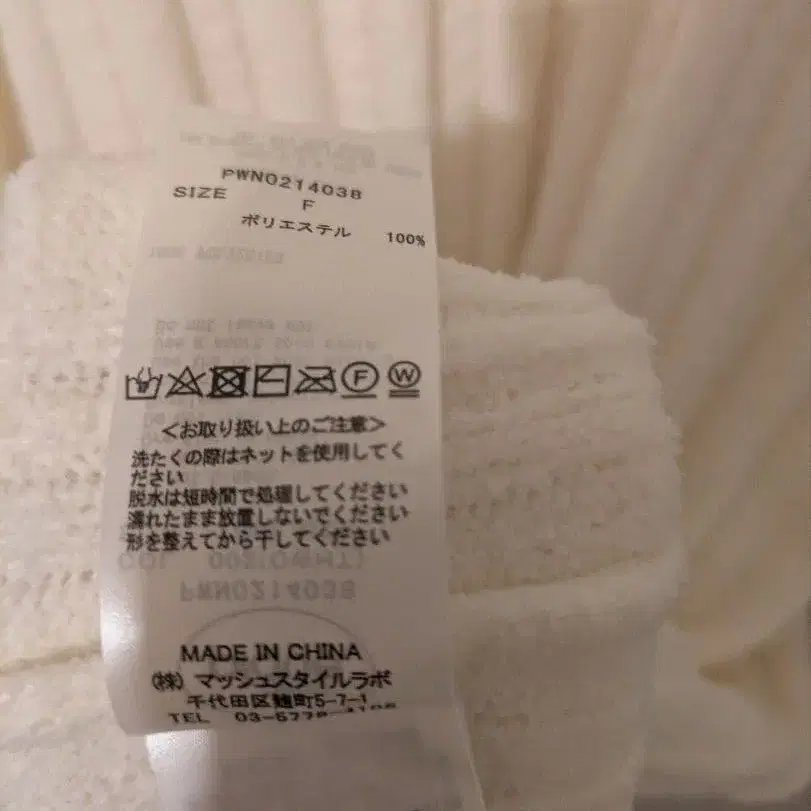 PWNO214038
SIZE F
ポリエステル 100%
F W
＜お取り扱い上のご注意＞
洗たくの際はネットを使用してく
ださい
脱水は短時間で処理してください
濡れたまま放置しないでください
形を整えてから干してください
MADE IN CHINA
（株）マッシュスタイルラボ
千代田区麹町5-7-1
TEL